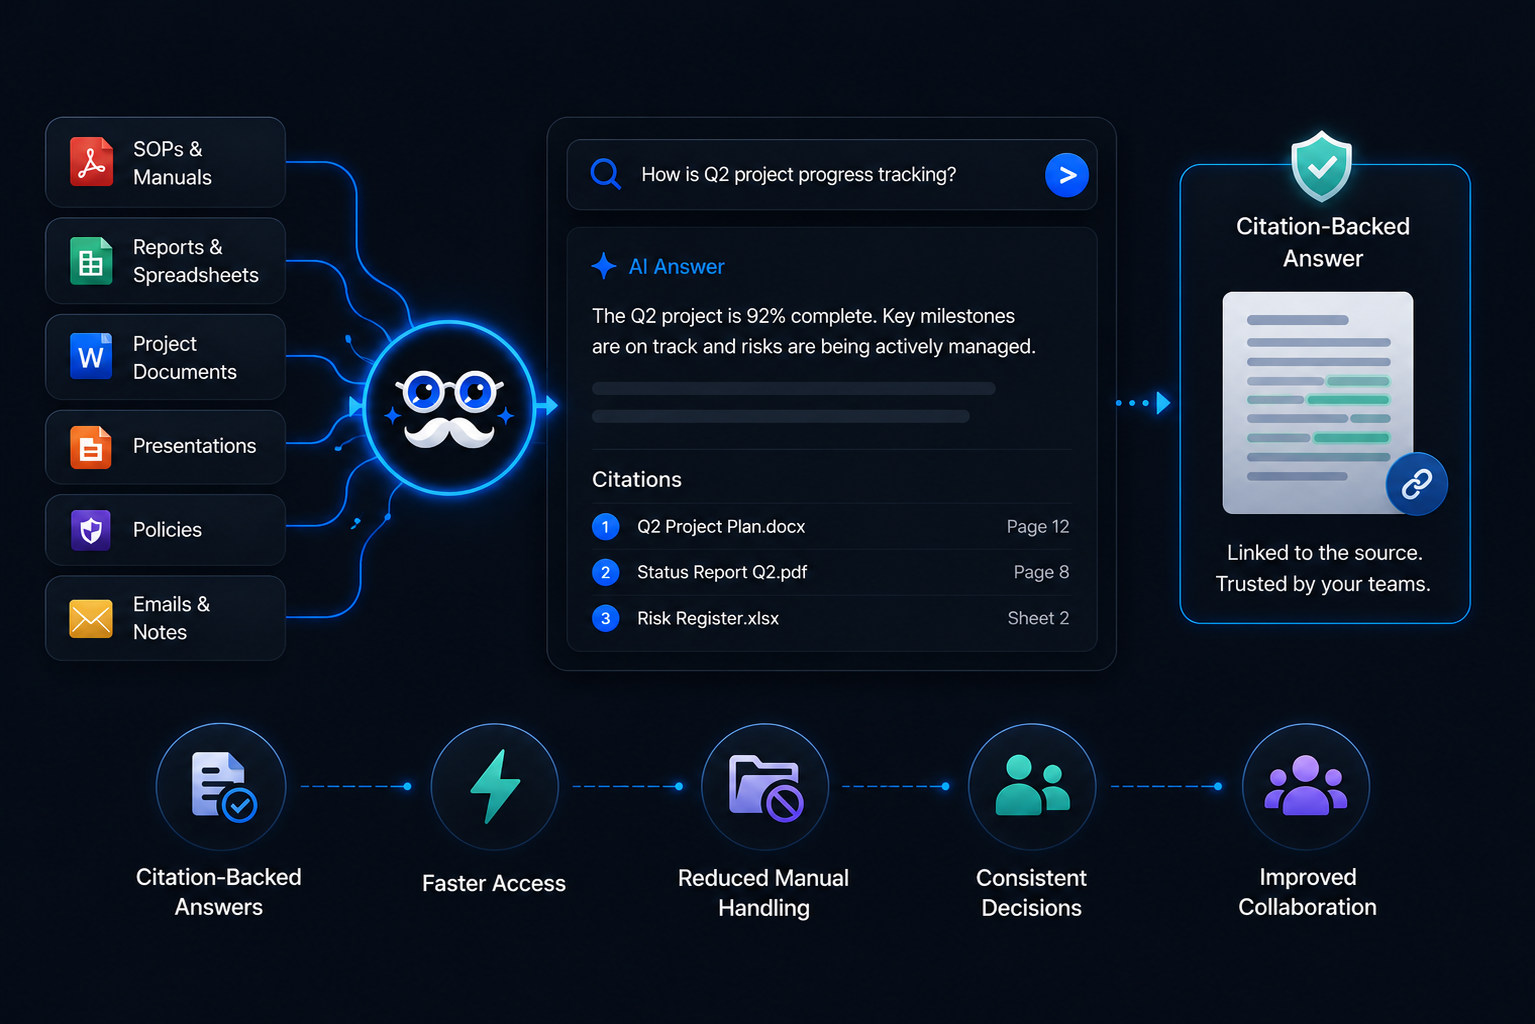 SOPs &
Manuals
Reports &
Spreadsheets
W
Project
Documents
Presentations
Policies
Emails &
Notes
How is Q2 project progress tracking?
AI Answer
The Q2 project is 92% complete. Key milestones
are on track and risks are being actively managed.
Citations
1 Q2 Project Plan.docx Page 12
2 Status Report Q2.pdf Page 8
3 Risk Register.xlsx Sheet 2
Citation-Backed
Answer
Linked to the source.
Trusted by your teams.
Citation-Backed
Answers
Faster Access
Reduced Manual
Handling
Consistent
Decisions
Improved
Collaboration